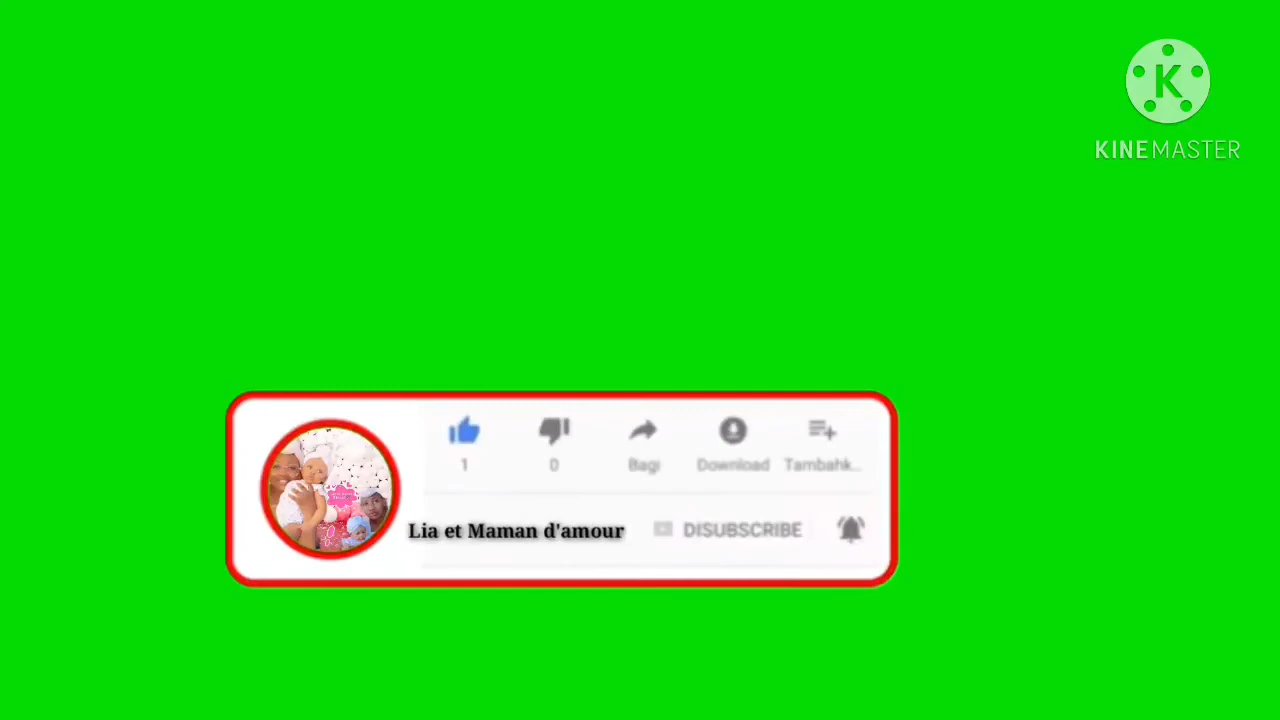 K
KINEMASTER
1
0
Bagi
Download
Tambahk...
Lia et Maman d'amour
DISUBSCRIBE